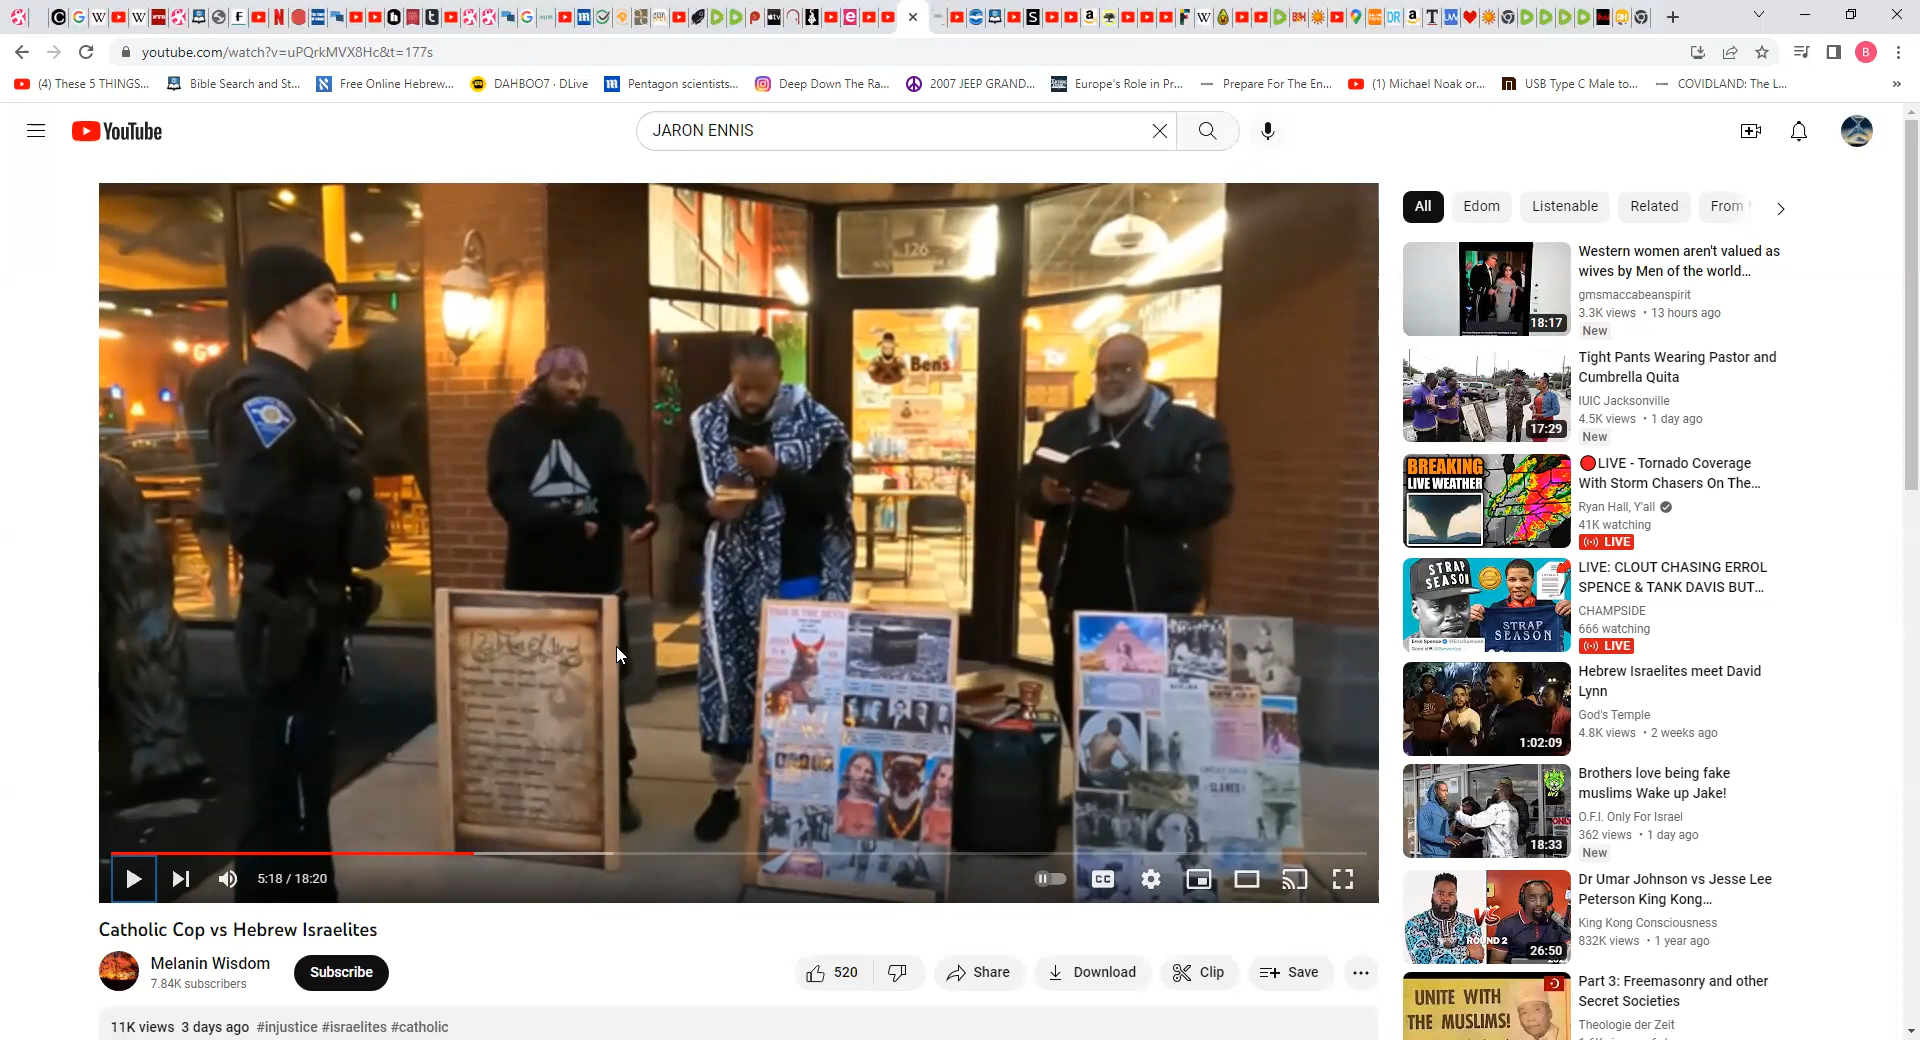 youtube.com/watch?v=uPQrkMVX8Hc&t=177s
B
(4) These 5 THINGS...
Bible Search and St...
Free Online Hebrew...
DAHBOO7 · DLive
Pentagon scientists...
Deep Down The Ra...
2007 JEEP GRAND...
Europe's Role in Pr...
Prepare For The En...
(1) Michael Noak or...
USB Type C Male to...
COVIDLAND: The L...
»
YouTube
JARON ENNIS
126
Ben's
5:18 / 18:20
CC
Catholic Cop vs Hebrew Israelites
Melanin Wisdom
7.84K subscribers
Subscribe
520
Share
Download
Clip
Save
11K views 3 days ago #injustice #israelites #catholic
All
Edom
Listenable
Related
From
18:17
Western women aren't valued as
wives by Men of the world...
gmsmaccabeanspirit
3.3K views • 13 hours ago
New
17:29
Tight Pants Wearing Pastor and
Cumbrella Quita
IUIC Jacksonville
4.5K views • 1 day ago
New
BREAKING
LIVE WEATHER
🔴LIVE - Tornado Coverage
With Storm Chasers On The...
Ryan Hall, Y'all
41K watching
LIVE
STRAP
SEASON
STRAP
SEASON
LIVE: CLOUT CHASING ERROL
SPENCE & TANK DAVIS BUT...
CHAMPSIDE
666 watching
LIVE
1:02:09
Hebrew Israelites meet David
Lynn
God's Temple
4.8K views • 2 weeks ago
18:33
Brothers love being fake
muslims Wake up Jake!
O.F.I. Only For Israel
362 views • 1 day ago
New
VS
ROUND 2
26:50
Dr Umar Johnson vs Jesse Lee
Peterson King Kong...
King Kong Consciousness
832K views • 1 year ago
UNITE WITH
THE MUSLIMS!
Part 3: Freemasonry and other
Secret Societies
Theologie der Zeit